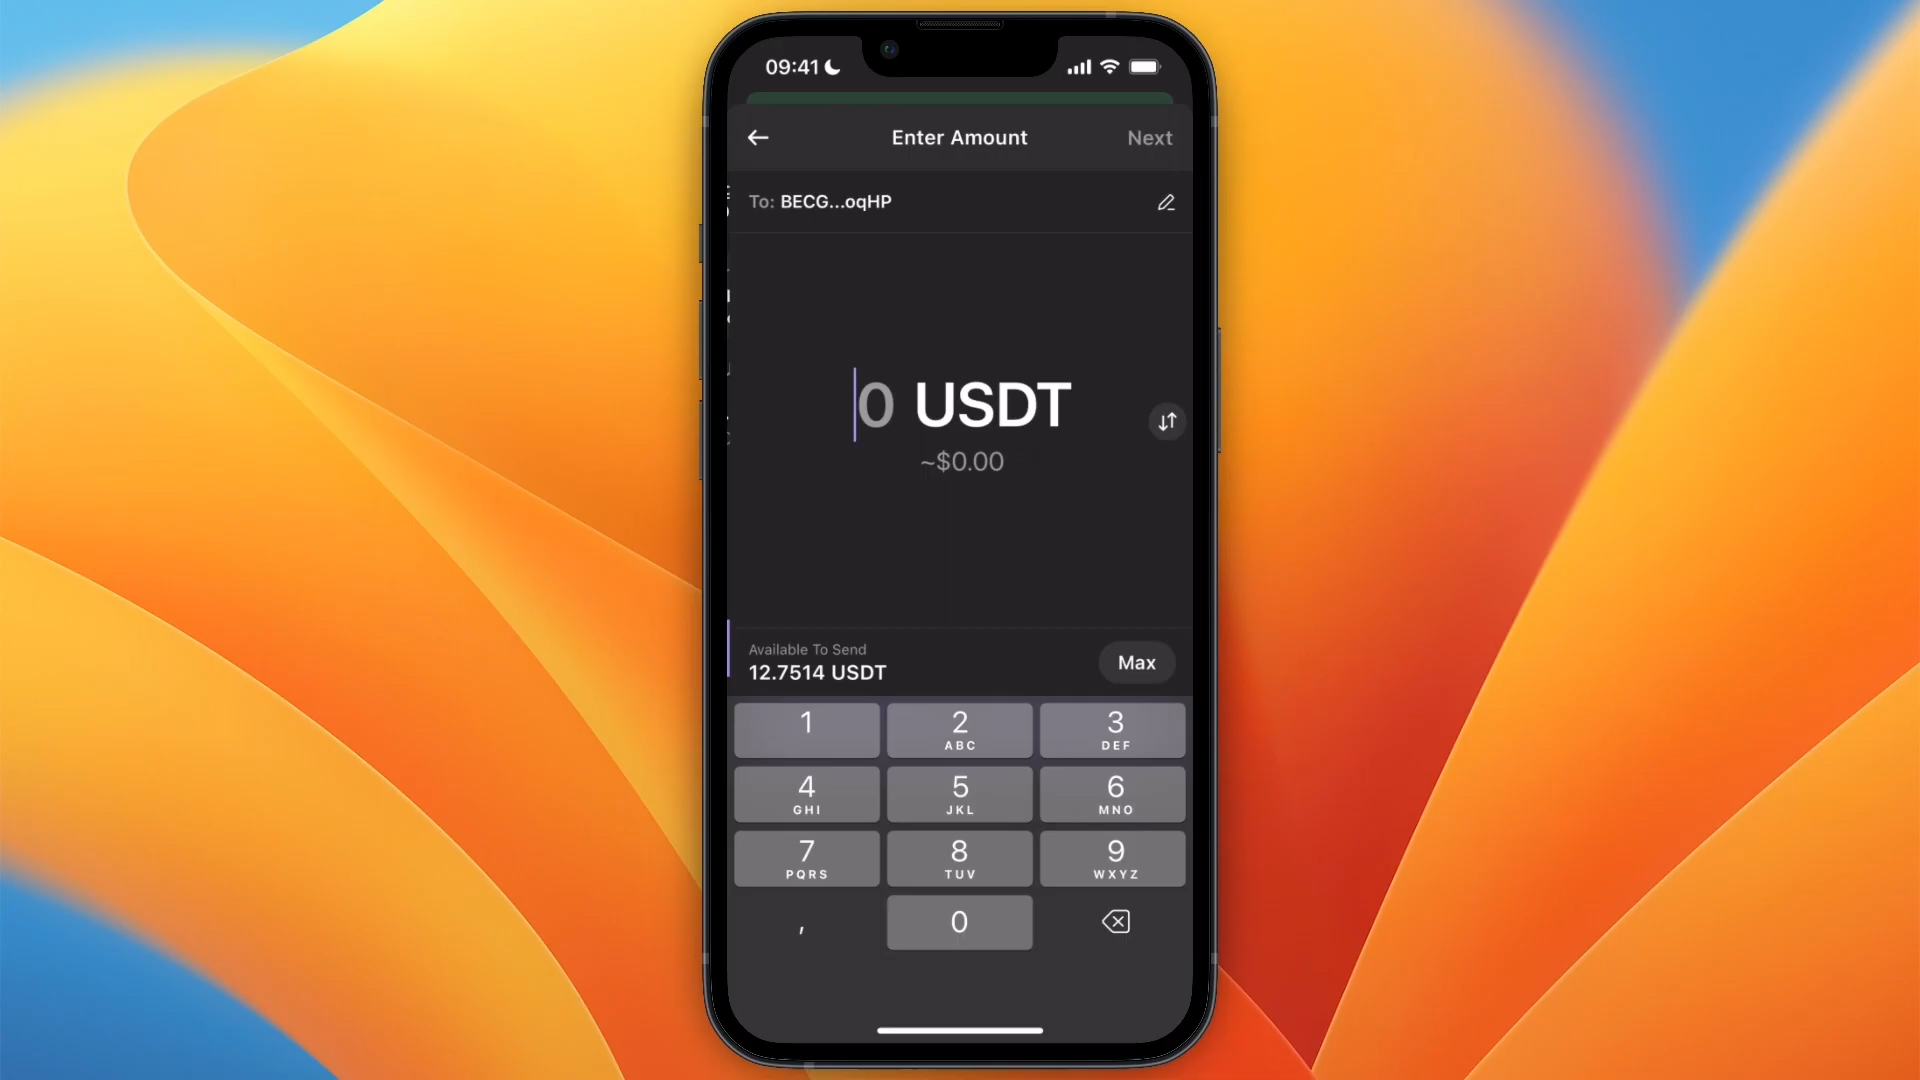 09:41
Enter Amount
Next
To: BECG...oqHP
0 USDT
~$0.00
Available To Send
12.7514 USDT
Max
1
2
ABC
3
DEF
4
GHI
5
JKL
6
MNO
7
PQRS
8
TUV
9
WXYZ
,
0